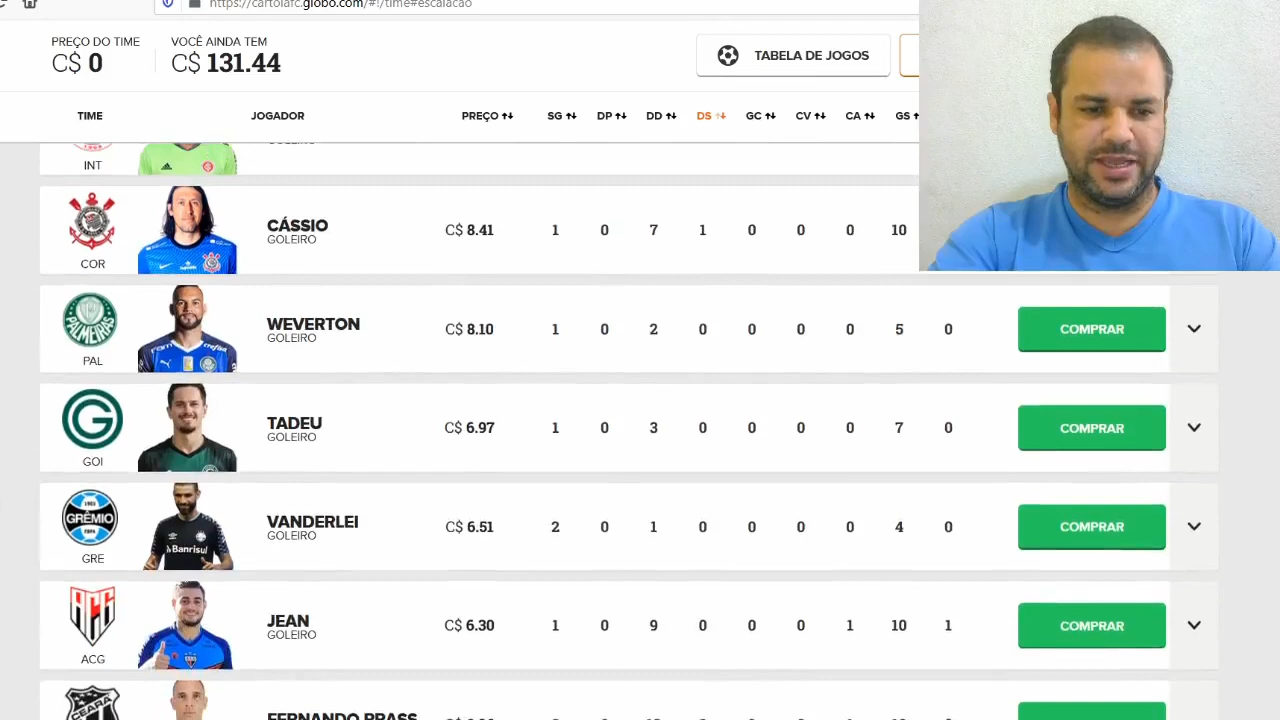 https://cartolafc.globo.com/#!/time#escalacao
PREÇO DO TIME
C$ 0
VOCÊ AINDA TEM
C$ 131.44
TABELA DE JOGOS
TIME JOGADOR PREÇO SG DP DD DS GC CV CA GS
INT
GOLEIRO
COR
CÁSSIO
GOLEIRO
C$ 8.41 1 0 7 1 0 0 0 10
PALMEIRAS
PAL
WEVERTON
GOLEIRO
C$ 8.10 1 0 2 0 0 0 0 5 0
COMPRAR
GOI
TADEU
GOLEIRO
C$ 6.97 1 0 3 0 0 0 0 7 0
COMPRAR
GRÊMIO
GRE
Banrisul
VANDERLEI
GOLEIRO
C$ 6.51 2 0 1 0 0 0 0 4 0
COMPRAR
ACG
JEAN
GOLEIRO
C$ 6.30 1 0 9 0 0 0 1 10 1
COMPRAR
CEARÁ
FERNANDO PRASS